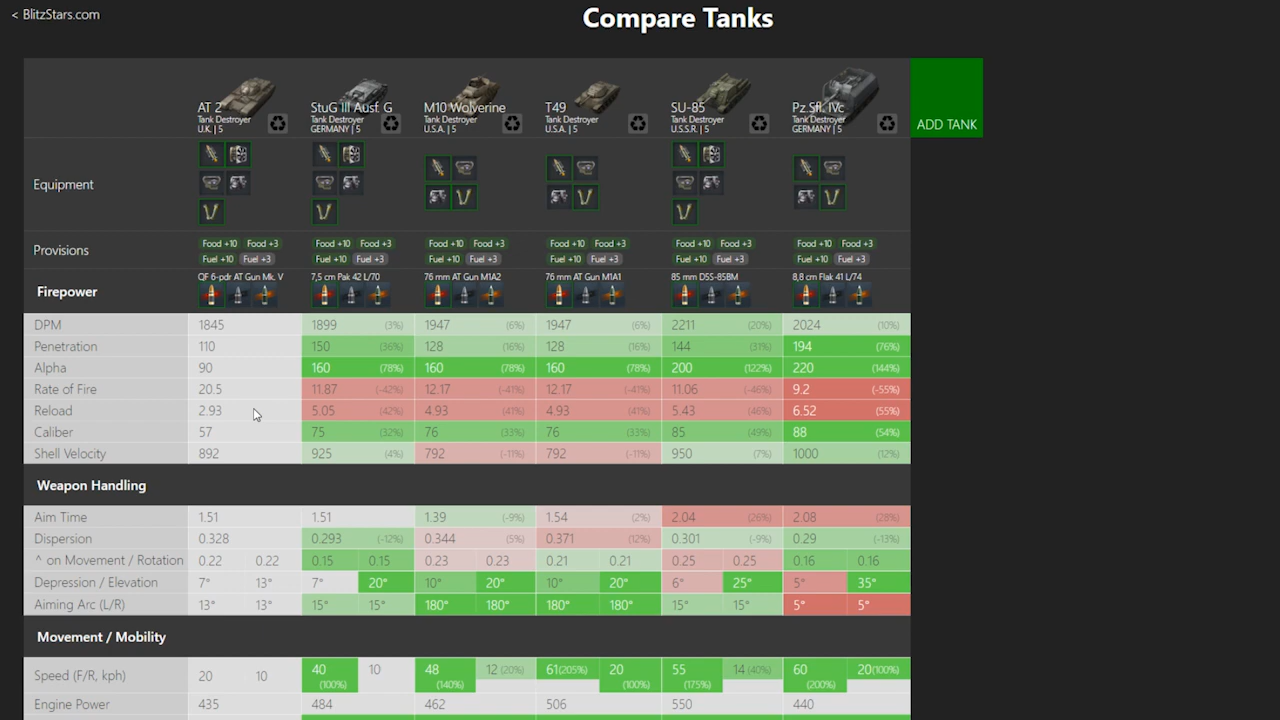 < BlitzStars.com
Compare Tanks
AT 2 StuG III Ausf. G M10 Wolverine T49 SU-85 Pz.Sfl. IVc
Tank Destroyer Tank Destroyer Tank Destroyer Tank Destroyer Tank Destroyer Tank Destroyer
U.K. | 5 GERMANY | 5 U.S.A. | 5 U.S.A. | 5 U.S.S.R. | 5 GERMANY | 5
ADD TANK
Equipment
Provisions
Food +10 Food +3 Food +10 Food +3 Food +10 Food +3 Food +10 Food +3 Food +10 Food +3 Food +10 Food +3
Fuel +10 Fuel +3 Fuel +10 Fuel +3 Fuel +10 Fuel +3 Fuel +10 Fuel +3 Fuel +10 Fuel +3 Fuel +10 Fuel +3
Firepower
QF 6-pdr AT Gun Mk. V 7,5 cm Pak 42 L/70 76 mm AT Gun M1A2 76 mm AT Gun M1A1 85 mm D5S-85BM 8,8 cm Flak 41 L/74
DPM 1845 1899 (3%) 1947 (6%) 1947 (6%) 2211 (20%) 2024 (10%)
Penetration 110 150 (36%) 128 (16%) 128 (16%) 144 (31%) 194 (76%)
Alpha 90 160 (78%) 160 (78%) 160 (78%) 200 (122%) 220 (144%)
Rate of Fire 20.5 11.87 (-42%) 12.17 (-41%) 12.17 (-41%) 11.06 (-46%) 9.2 (-55%)
Reload 2.93 5.05 (42%) 4.93 (41%) 4.93 (41%) 5.43 (46%) 6.52 (55%)
Caliber 57 75 (32%) 76 (33%) 76 (33%) 85 (49%) 88 (54%)
Shell Velocity 892 925 (4%) 792 (-11%) 792 (-11%) 950 (7%) 1000 (12%)
Weapon Handling
Aim Time 1.51 1.51 1.39 (-9%) 1.54 (2%) 2.04 (26%) 2.08 (28%)
Dispersion 0.328 0.293 (-12%) 0.344 (5%) 0.371 (12%) 0.301 (-9%) 0.29 (-13%)
^ on Movement / Rotation 0.22 0.22 0.15 0.15 0.23 0.23 0.21 0.21 0.25 0.25 0.16 0.16
Depression / Elevation 7° 13° 7° 20° 10° 20° 10° 20° 6° 25° 5° 35°
Aiming Arc (L/R) 13° 13° 15° 15° 180° 180° 180° 180° 15° 15° 5° 5°
Movement / Mobility
Speed (F/R, kph) 20 10 40 (100%) 10 48 (140%) 12 (20%) 61(205%) 20 (100%) 55 (175%) 14 (40%) 60 (200%) 20(100%)
Engine Power 435 484 462 506 550 440